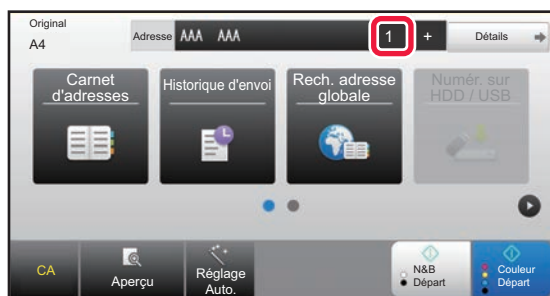 Original
A4
Adresse AAA AAA 1 + Détails
Carnet
d'adresses
Historique d'envoi
Rech. adresse
globale
Numér. sur
HDD / USB
CA
Aperçu
Réglage
Auto.
N&B
Départ
Couleur
Départ